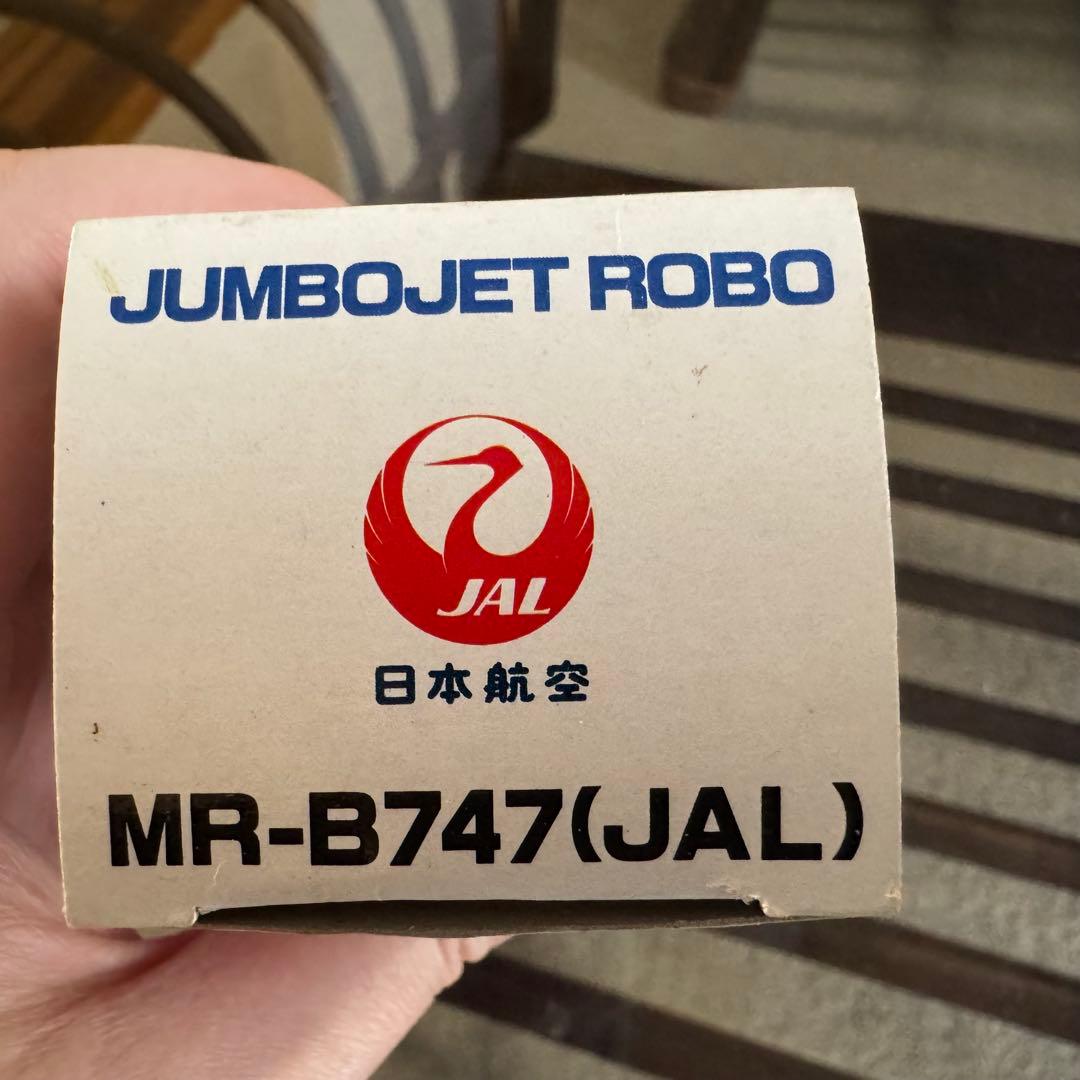 JUMBOJET ROBO
JAL
日本航空
MR-B747(JAL)